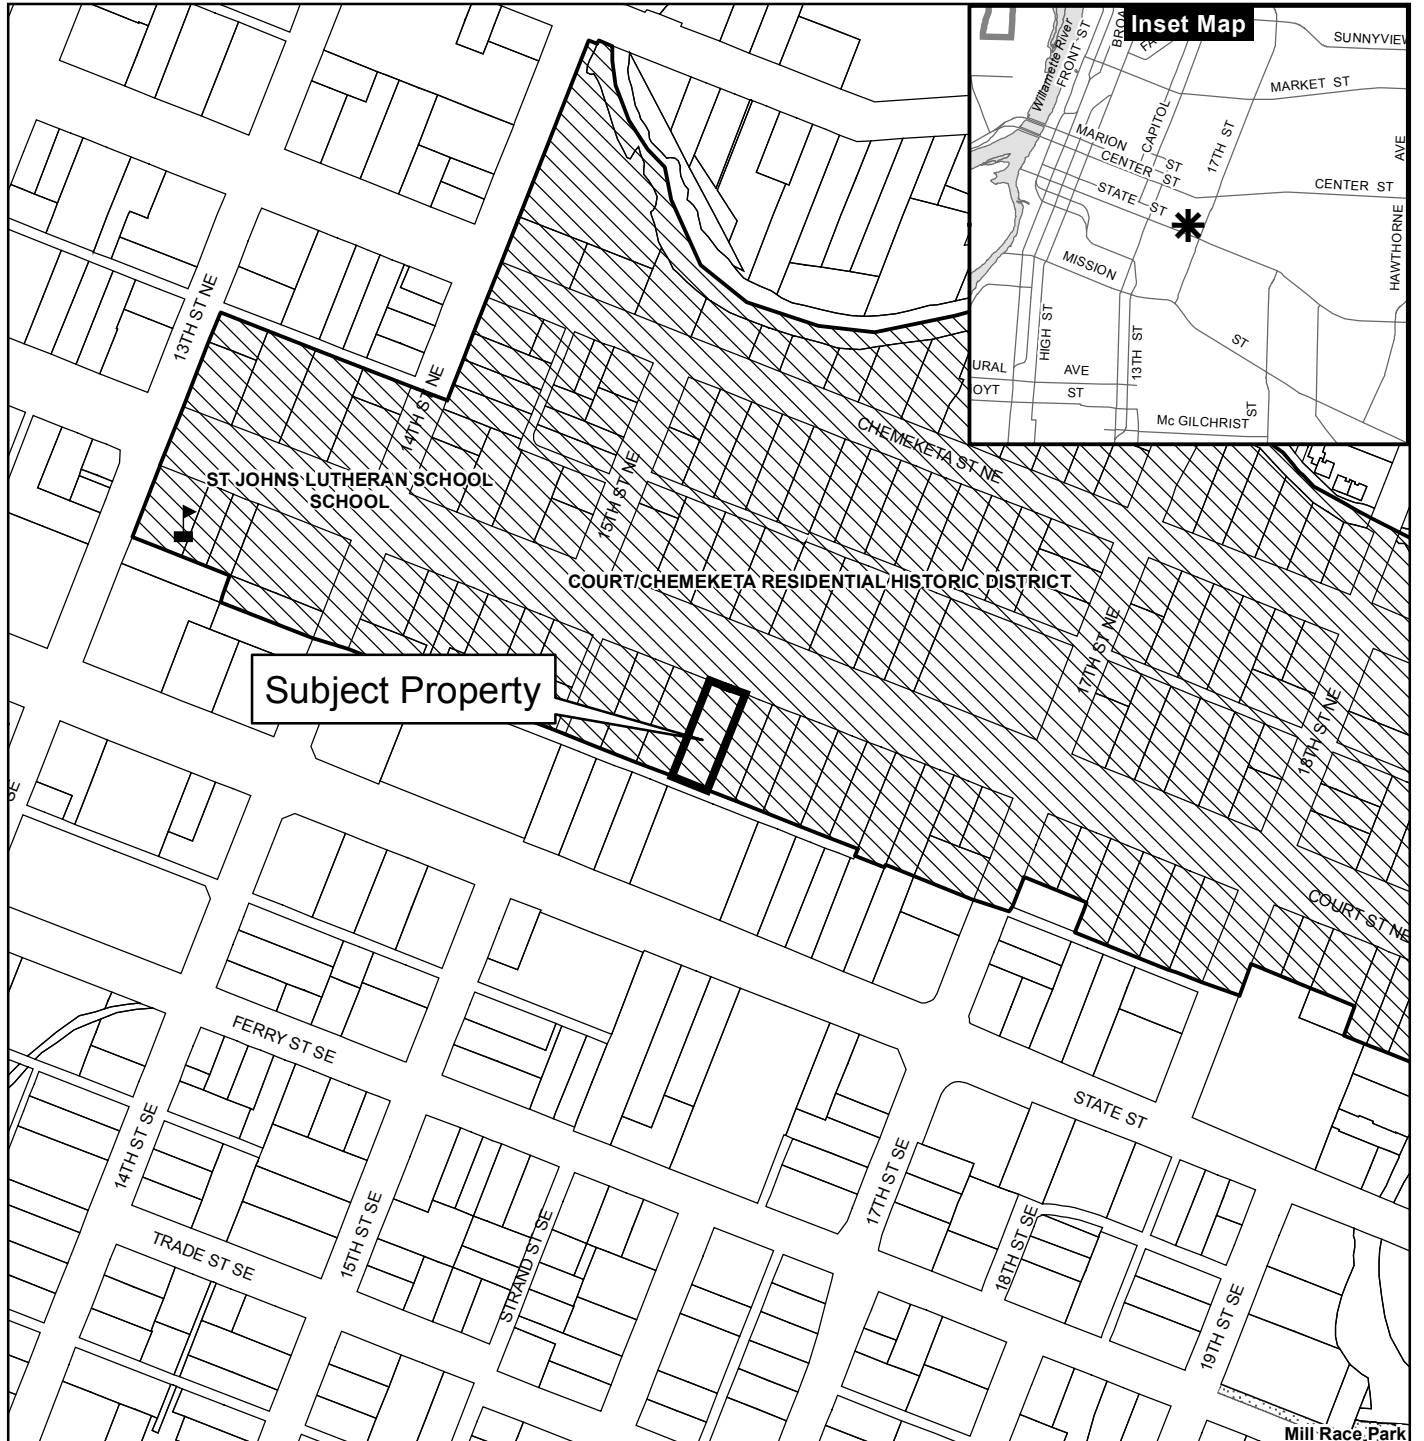 Inset Map
Willamette River
FRONT ST
BRO
FA
SUNNYVIEW
MARKET ST
CAPITOL
ST
17TH ST
MARION
CENTER ST
STATE ST
CENTER ST
AVE
HAWTHORNE
MISSION
ST
HIGH ST
13TH ST
URAL AVE
OYT ST
Mc GILCHRIST
ST
13TH ST NE
14TH ST NE
CHEMEKETA ST NE
15TH ST NE
ST JOHNS LUTHERAN SCHOOL
SCHOOL
COURT/CHEMEKETA RESIDENTIAL HISTORIC DISTRICT
17TH ST NE
Subject Property
18TH ST NE
SE
COURT ST NE
FERRY ST SE
STATE ST
14TH ST SE
15TH ST SE
17TH ST SE
TRADE ST SE
STRAND ST SE
18TH ST SE
19TH ST SE
Mill Race Park